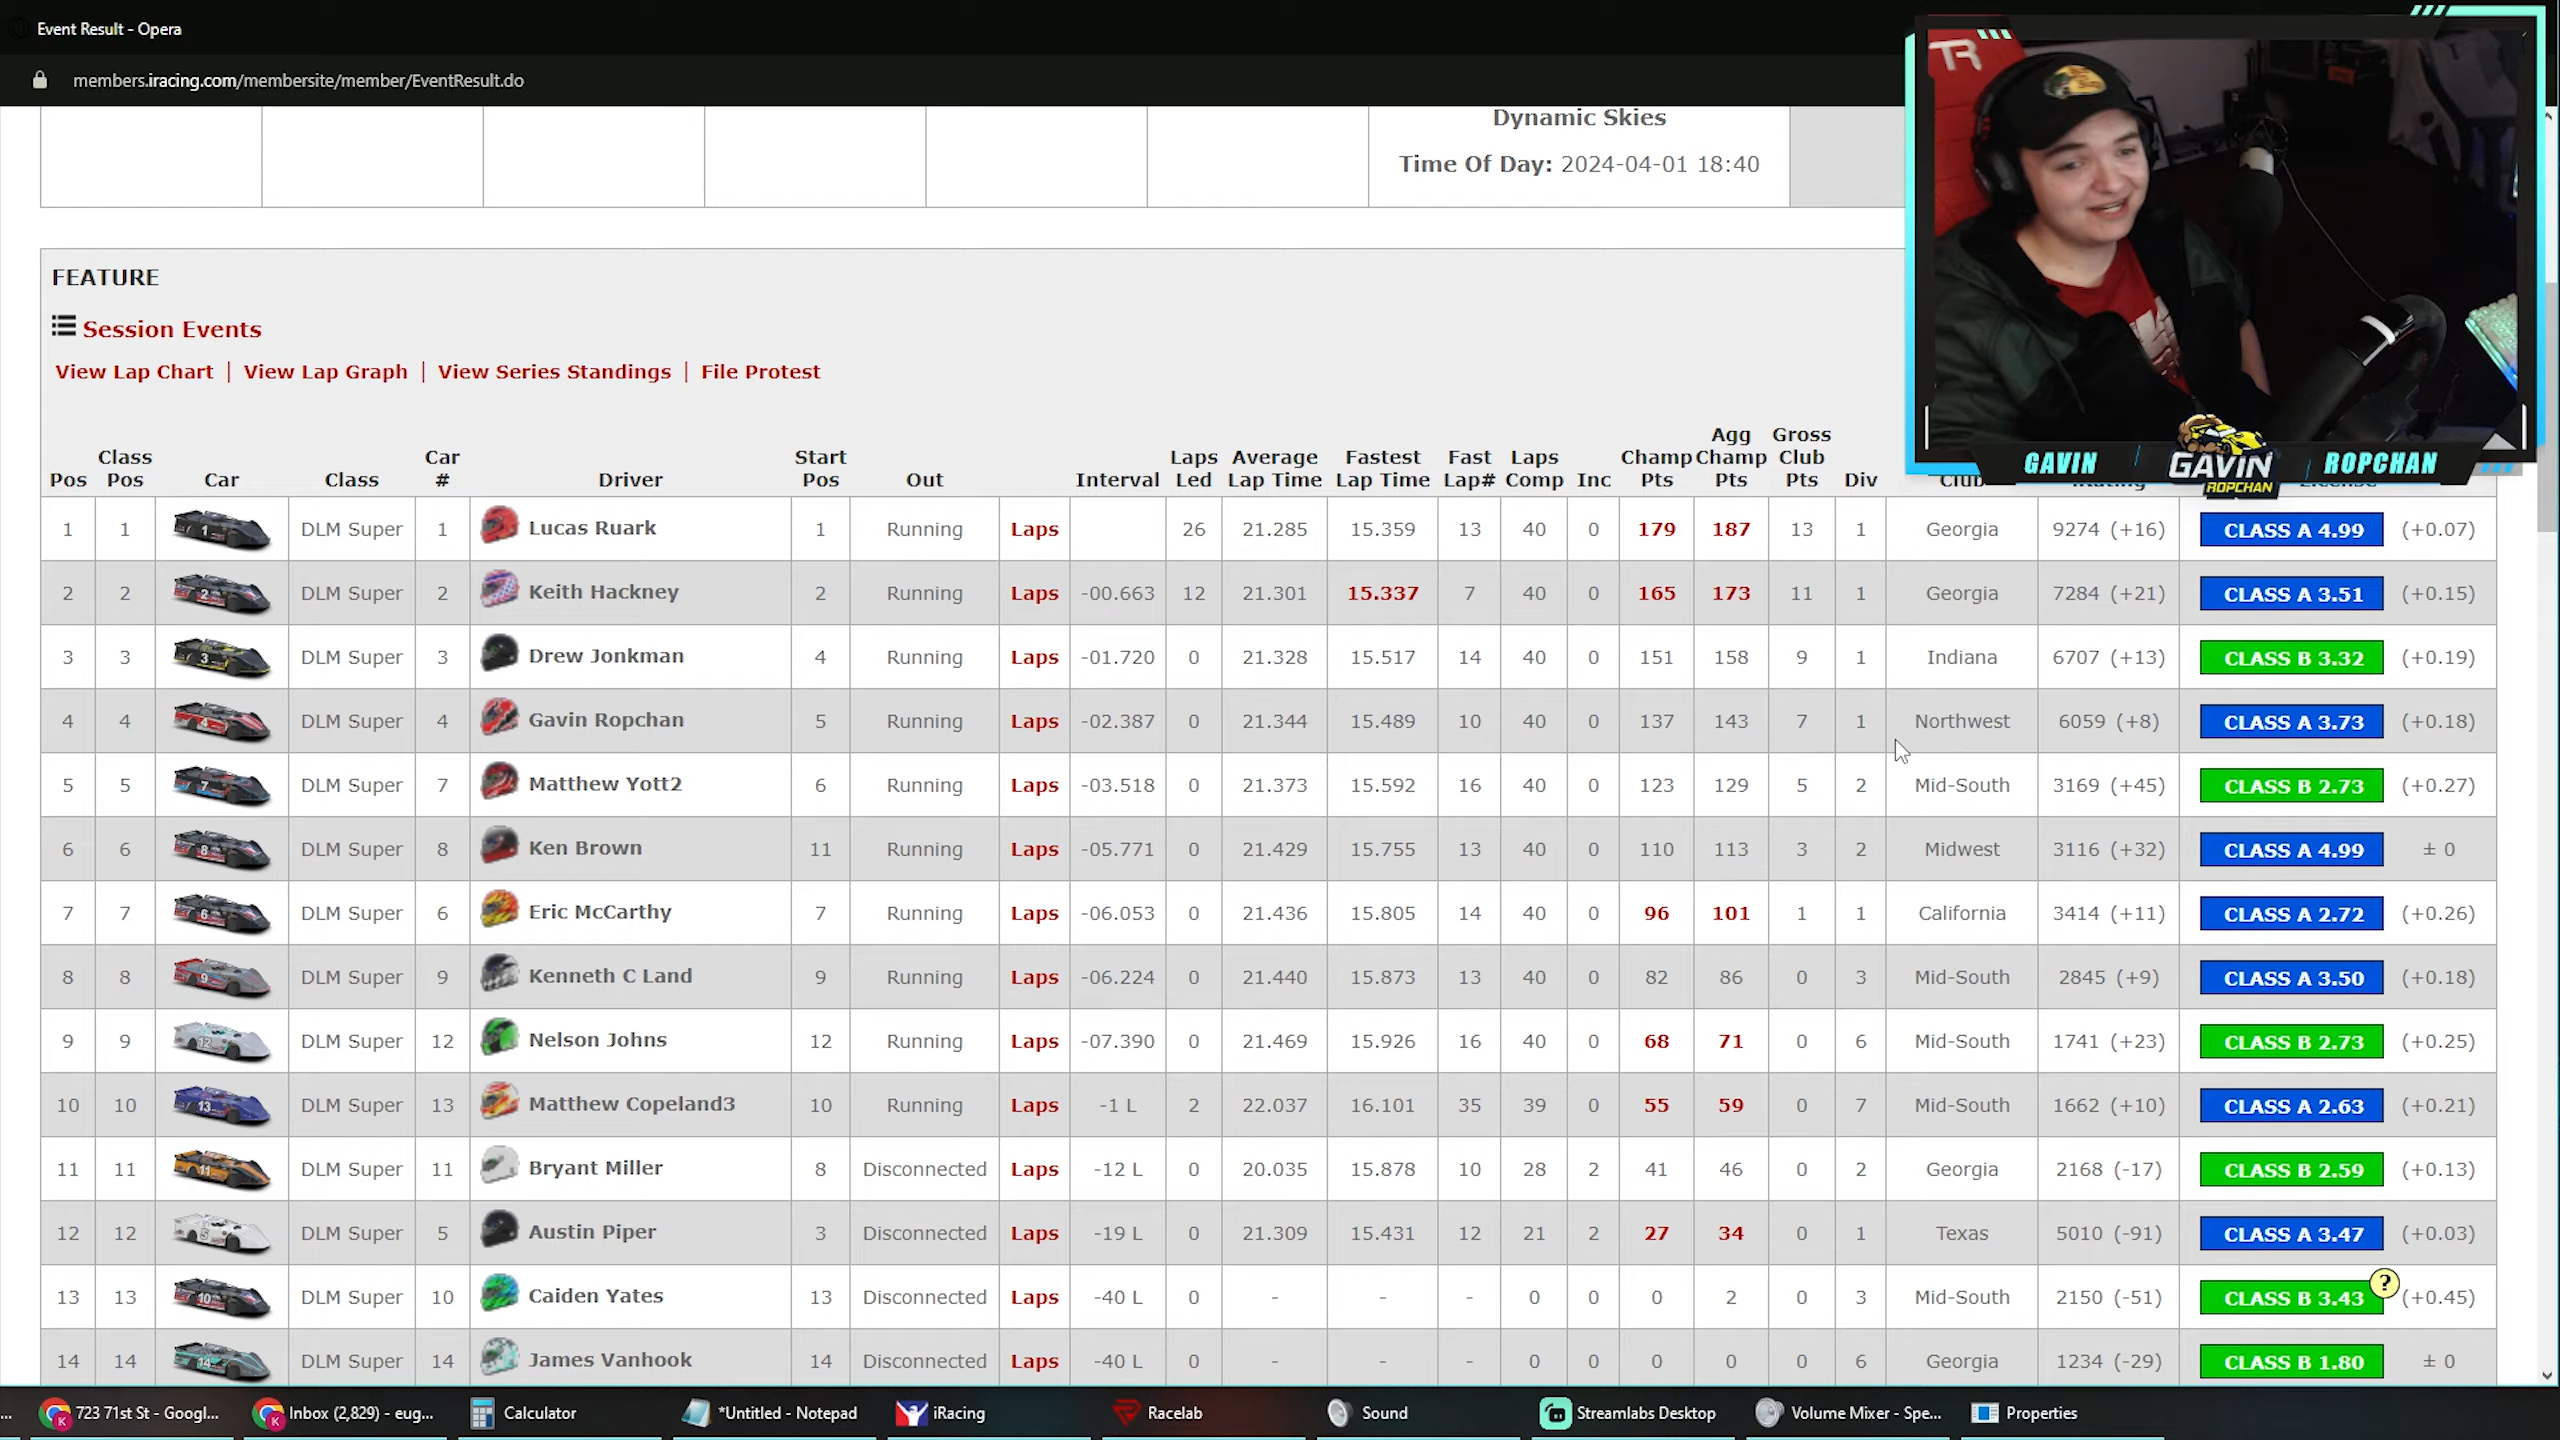 Event Result - Opera
members.iracing.com/membersite/member/EventResult.do
Dynamic Skies
Time Of Day: 2024-04-01 18:40
FEATURE
Session Events
View Lap Chart | View Lap Graph | View Series Standings | File Protest
GAVIN GAVIN ROPCHAN ROPCHAN
Pos Class Pos Car Class Car # Driver Start Pos Out Interval Laps Led Average Lap Time Fastest Lap Time Fast Lap# Laps Comp Inc Champ Pts Agg Champ Pts Gross Club Pts Div Club
1 1 1 DLM Super 1 Lucas Ruark 1 Running Laps 26 21.285 15.359 13 40 0 179 187 13 1 Georgia 9274 (+16) CLASS A 4.99 (+0.07)
2 2 2 DLM Super 2 Keith Hackney 2 Running Laps -00.663 12 21.301 15.337 7 40 0 165 173 11 1 Georgia 7284 (+21) CLASS A 3.51 (+0.15)
3 3 3 DLM Super 3 Drew Jonkman 4 Running Laps -01.720 0 21.328 15.517 14 40 0 151 158 9 1 Indiana 6707 (+13) CLASS B 3.32 (+0.19)
4 4 4 DLM Super 4 Gavin Ropchan 5 Running Laps -02.387 0 21.344 15.489 10 40 0 137 143 7 1 Northwest 6059 (+8) CLASS A 3.73 (+0.18)
5 5 7 DLM Super 7 Matthew Yott2 6 Running Laps -03.518 0 21.373 15.592 16 40 0 123 129 5 2 Mid-South 3169 (+45) CLASS B 2.73 (+0.27)
6 6 8 DLM Super 8 Ken Brown 11 Running Laps -05.771 0 21.429 15.755 13 40 0 110 113 3 2 Midwest 3116 (+32) CLASS A 4.99 ± 0
7 7 6 DLM Super 6 Eric McCarthy 7 Running Laps -06.053 0 21.436 15.805 14 40 0 96 101 1 1 California 3414 (+11) CLASS A 2.72 (+0.26)
8 8 9 DLM Super 9 Kenneth C Land 9 Running Laps -06.224 0 21.440 15.873 13 40 0 82 86 0 3 Mid-South 2845 (+9) CLASS A 3.50 (+0.18)
9 9 12 DLM Super 12 Nelson Johns 12 Running Laps -07.390 0 21.469 15.926 16 40 0 68 71 0 6 Mid-South 1741 (+23) CLASS B 2.73 (+0.25)
10 10 13 DLM Super 13 Matthew Copeland3 10 Running Laps -1 L 2 22.037 16.101 35 39 0 55 59 0 7 Mid-South 1662 (+10) CLASS A 2.63 (+0.21)
11 11 11 DLM Super 11 Bryant Miller 8 Disconnected Laps -12 L 0 20.035 15.878 10 28 2 41 46 0 2 Georgia 2168 (-17) CLASS B 2.59 (+0.13)
12 12 5 DLM Super 5 Austin Piper 3 Disconnected Laps -19 L 0 21.309 15.431 12 21 2 27 34 0 1 Texas 5010 (-91) CLASS A 3.47 (+0.03)
13 13 10 DLM Super 10 Caiden Yates 13 Disconnected Laps -40 L 0 - - - 0 0 0 2 0 3 Mid-South 2150 (-51) CLASS B 3.43 ? (+0.45)
14 14 14 DLM Super 14 James Vanhook 14 Disconnected Laps -40 L 0 - - - 0 0 0 0 0 6 Georgia 1234 (-29) CLASS B 1.80 ± 0
... 723 71st St - Googl... Inbox (2,829) - eug... Calculator *Untitled - Notepad iRacing Racelab Sound Streamlabs Desktop Volume Mixer - Spe... Properties